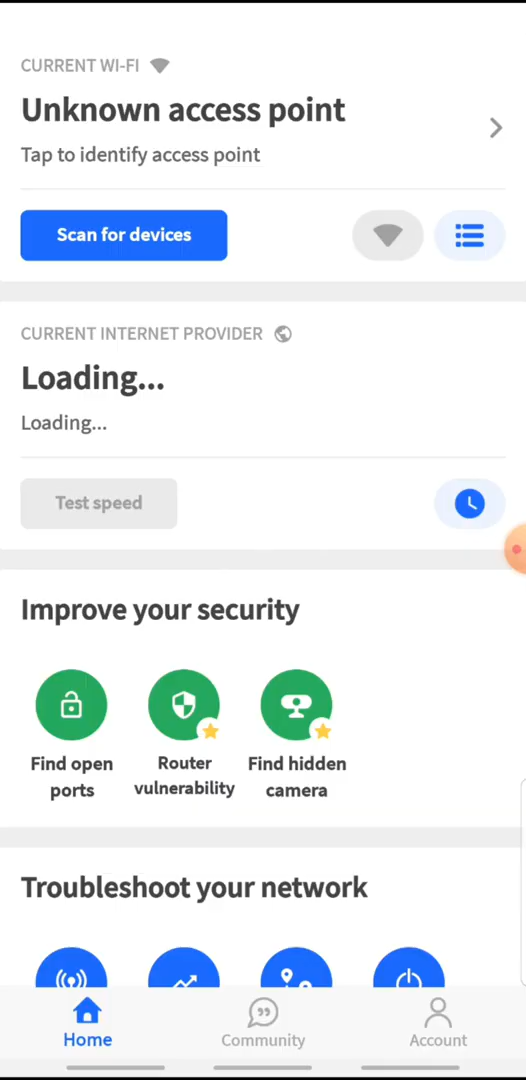 CURRENT WI-FI
Unknown access point
Tap to identify access point
Scan for devices
CURRENT INTERNET PROVIDER
Loading...
Loading...
Test speed
Improve your security
Find open
ports
Router
vulnerability
Find hidden
camera
Troubleshoot your network
Home
Community
Account